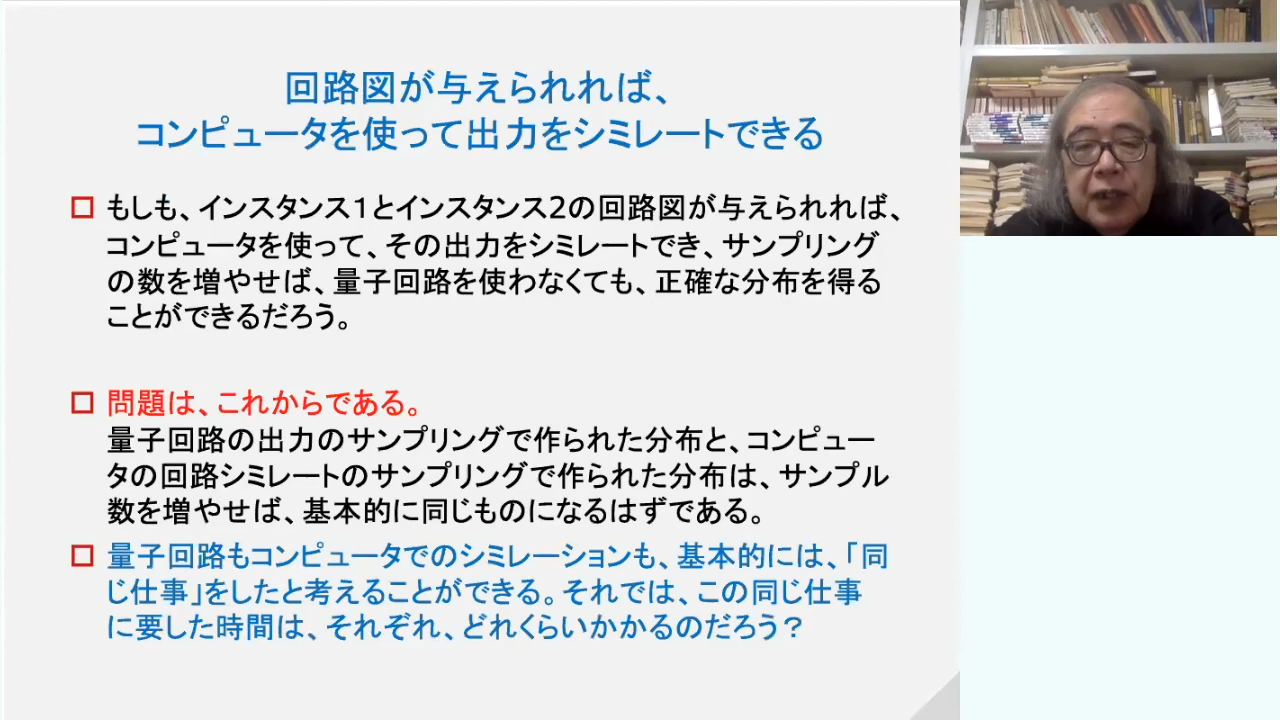 回路図が与えられれば、
コンピュータを使って出力をシミレートできる
もしも、インスタンス1とインスタンス2の回路図が与えられれば、
コンピュータを使って、その出力をシミレートでき、サンプリング
の数を増やせば、量子回路を使わなくても、正確な分布を得る
ことができるだろう。
問題は、これからである。
量子回路の出力のサンプリングで作られた分布と、コンピュー
タの回路シミレートのサンプリングで作られた分布は、サンプル
数を増やせば、基本的に同じものになるはずである。
量子回路もコンピュータでのシミレーションも、基本的には、「同
じ仕事」をしたと考えることができる。それでは、この同じ仕事
に要した時間は、それぞれ、どれくらいかかるのだろう？